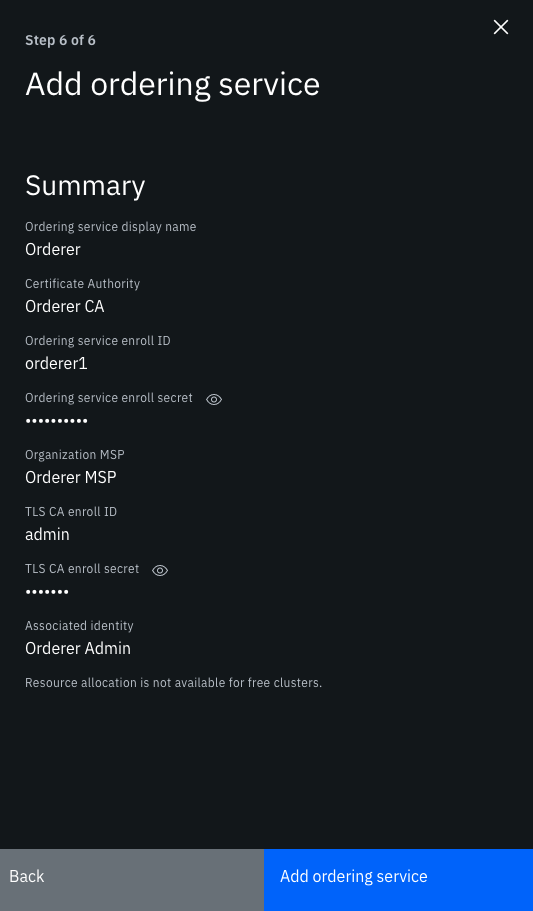 Step 6 of 6
Add ordering service
Summary
Ordering service display name
Orderer
Certificate Authority
Orderer CA
Ordering service enroll ID
orderer1
Ordering service enroll secret
••••••••••
Organization MSP
Orderer MSP
TLS CA enroll ID
admin
TLS CA enroll secret
•••••••
Associated identity
Orderer Admin
Resource allocation is not available for free clusters.
Back
Add ordering service